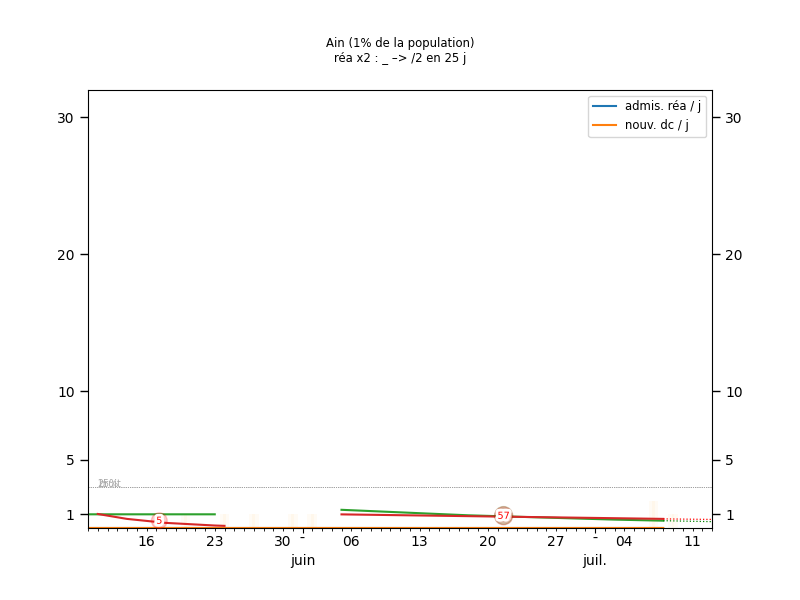 Ain (1% de la population)
réa x2 : _ –> /2 en 25 j
admis. réa / j
nouv. dc / j
30 30
20 20
10 10
5 5
1 1
5
57
16 23 30 - 06 13 20 27 - 04 11
juin juil.